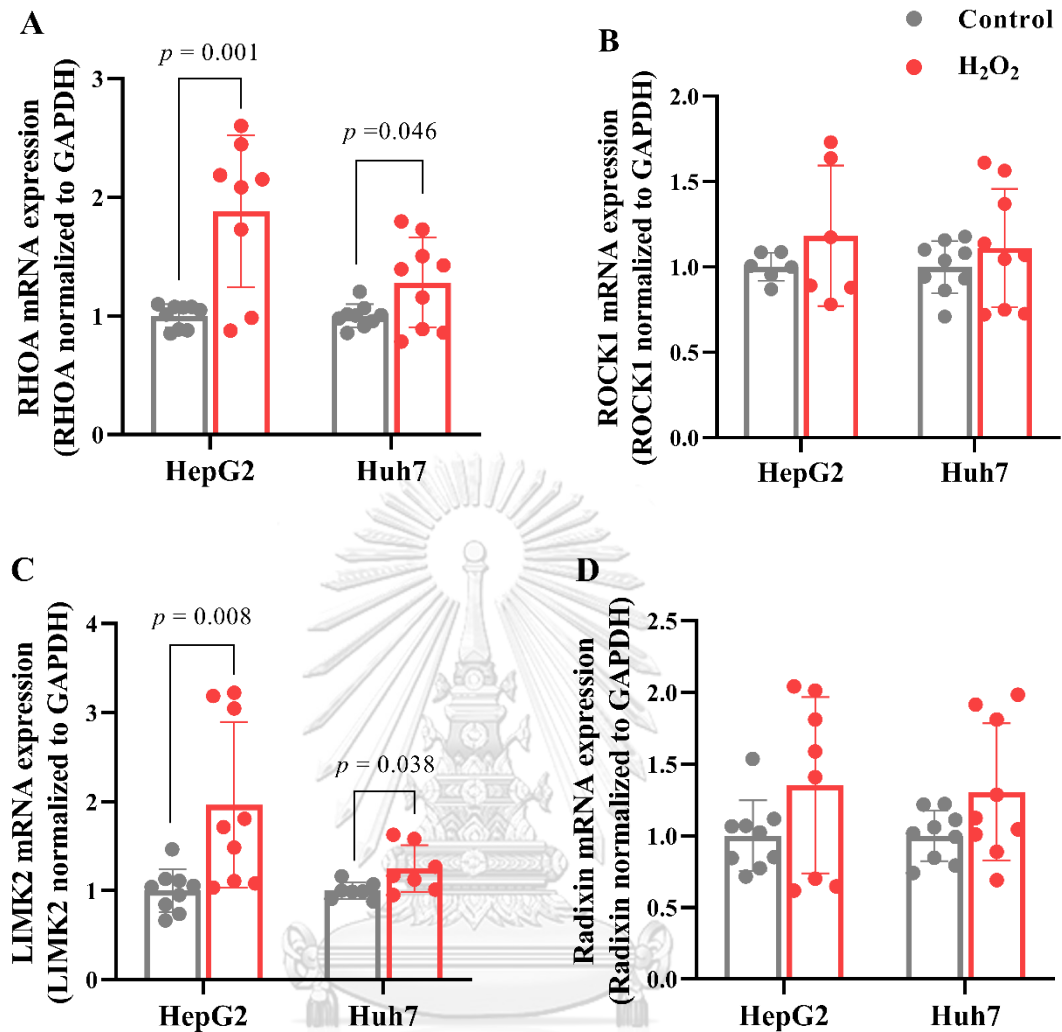 Control
H₂O₂
A
p = 0.001
p =0.046
RHOA mRNA expression
(RHOA normalized to GAPDH)
3
2
1
0
HepG2 Huh7
B
ROCK1 mRNA expression
(ROCK1 normalized to GAPDH)
2.0
1.5
1.0
0.5
0.0
HepG2 Huh7
C
p = 0.008
p = 0.038
LIMK2 mRNA expression
(LIMK2 normalized to GAPDH)
4
3
2
1
0
HepG2 Huh7
D
Radixin mRNA expression
(Radixin normalized to GAPDH)
2.5
2.0
1.5
1.0
0.5
0.0
HepG2 Huh7